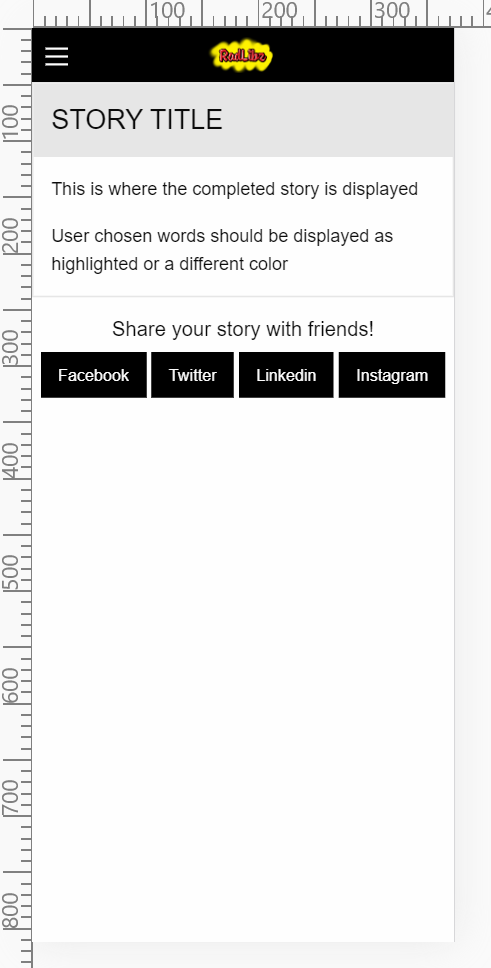 100 200 300 4
RadLibz
100
STORY TITLE
This is where the completed story is displayed
200
User chosen words should be displayed as
highlighted or a different color
300
Share your story with friends!
Facebook Twitter Linkedin Instagram
400
500
600
700
800